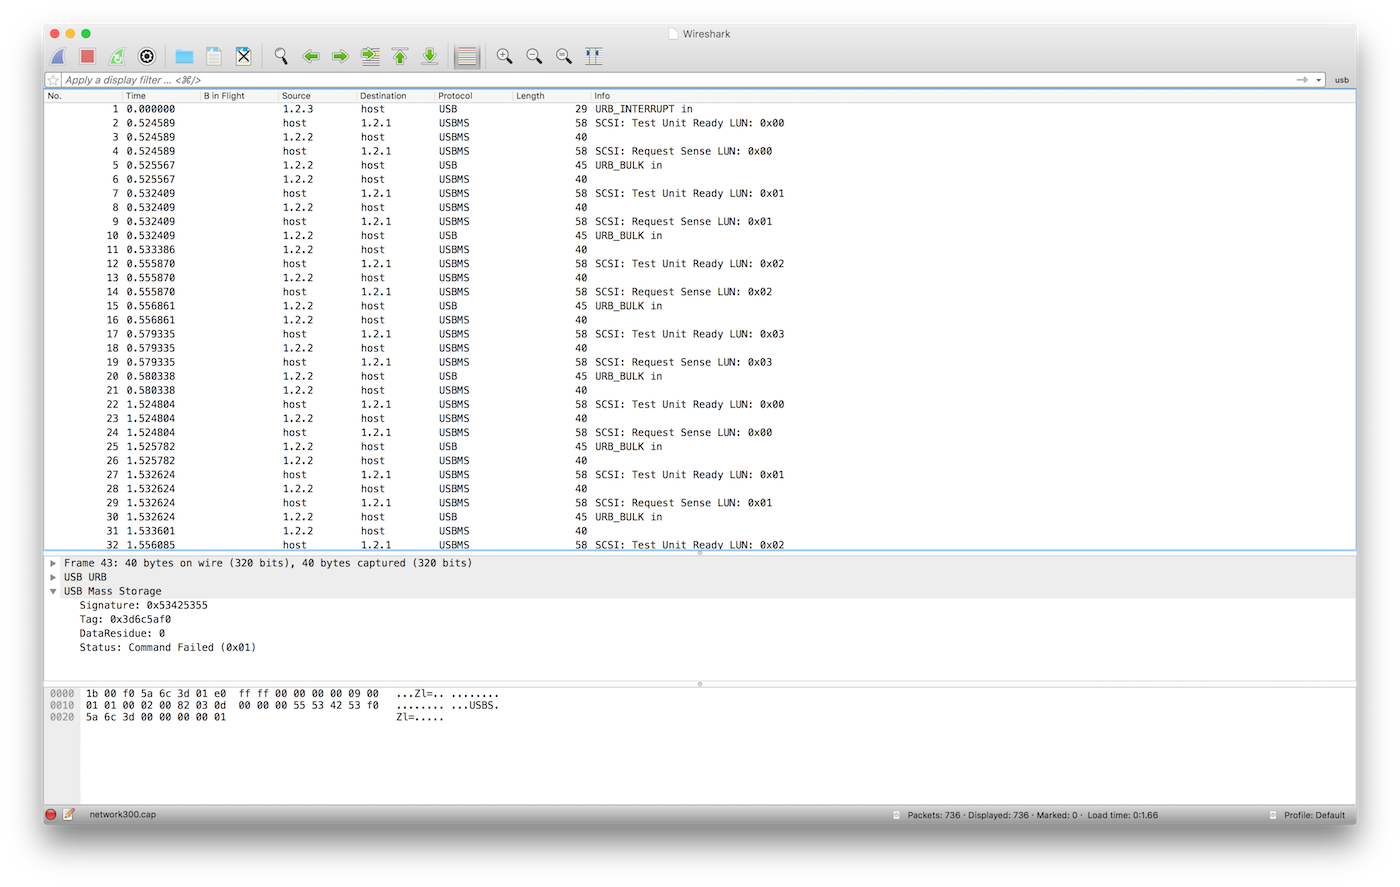 Wireshark
Apply a display filter ... <⌘/>
usb
No. Time B in Flight Source Destination Protocol Length Info
1 0.000000 1.2.3 host USB 29 URB_INTERRUPT in
2 0.524589 host 1.2.1 USBMS 58 SCSI: Test Unit Ready LUN: 0x00
3 0.524589 1.2.2 host USBMS 40
4 0.524589 host 1.2.1 USBMS 58 SCSI: Request Sense LUN: 0x00
5 0.525567 1.2.2 host USB 45 URB_BULK in
6 0.525567 1.2.2 host USBMS 40
7 0.532409 host 1.2.1 USBMS 58 SCSI: Test Unit Ready LUN: 0x01
8 0.532409 1.2.2 host USBMS 40
9 0.532409 host 1.2.1 USBMS 58 SCSI: Request Sense LUN: 0x01
10 0.532409 1.2.2 host USB 45 URB_BULK in
11 0.533386 1.2.2 host USBMS 40
12 0.555870 host 1.2.1 USBMS 58 SCSI: Test Unit Ready LUN: 0x02
13 0.555870 1.2.2 host USBMS 40
14 0.555870 host 1.2.1 USBMS 58 SCSI: Request Sense LUN: 0x02
15 0.556861 1.2.2 host USB 45 URB_BULK in
16 0.556861 1.2.2 host USBMS 40
17 0.579335 host 1.2.1 USBMS 58 SCSI: Test Unit Ready LUN: 0x03
18 0.579335 1.2.2 host USBMS 40
19 0.579335 host 1.2.1 USBMS 58 SCSI: Request Sense LUN: 0x03
20 0.580338 1.2.2 host USB 45 URB_BULK in
21 0.580338 1.2.2 host USBMS 40
22 1.524804 host 1.2.1 USBMS 58 SCSI: Test Unit Ready LUN: 0x00
23 1.524804 1.2.2 host USBMS 40
24 1.524804 host 1.2.1 USBMS 58 SCSI: Request Sense LUN: 0x00
25 1.525782 1.2.2 host USB 45 URB_BULK in
26 1.525782 1.2.2 host USBMS 40
27 1.532624 host 1.2.1 USBMS 58 SCSI: Test Unit Ready LUN: 0x01
28 1.532624 1.2.2 host USBMS 40
29 1.532624 host 1.2.1 USBMS 58 SCSI: Request Sense LUN: 0x01
30 1.532624 1.2.2 host USB 45 URB_BULK in
31 1.533601 1.2.2 host USBMS 40
32 1.556085 host 1.2.1 USBMS 58 SCSI: Test Unit Ready LUN: 0x02
Frame 43: 40 bytes on wire (320 bits), 40 bytes captured (320 bits)
USB URB
USB Mass Storage
Signature: 0x53425355
Tag: 0x3d6c5af0
DataResidue: 0
Status: Command Failed (0x01)
0000 1b 00 f0 5a 6c 3d 01 e0 ff ff 00 00 00 00 09 00 ...Zl=.. ........
0010 01 01 00 02 00 82 03 0d 00 00 00 55 53 42 53 f0 ........ ...USBS.
0020 5a 6c 3d 00 00 00 00 01 Zl=.....
network300.cap
Packets: 736 · Displayed: 736 · Marked: 0 · Load time: 0:1.66
Profile: Default